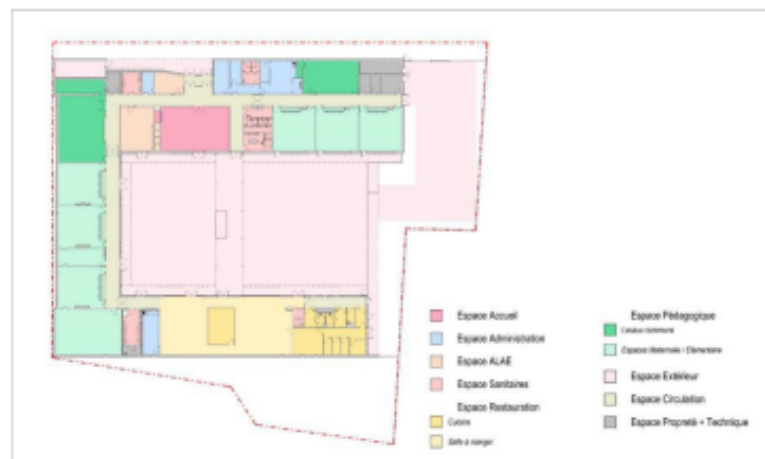 Espace Accueil
Espace Administration
Espace ALAE
Espace Sanitaires
Espace Restauration
Cuisine
Salle à manger
Espace Pédagogique
Locaux communs
Espaces Maternelle / Elémentaire
Espace Extérieur
Espace Circulation
Espace Propreté + Technique